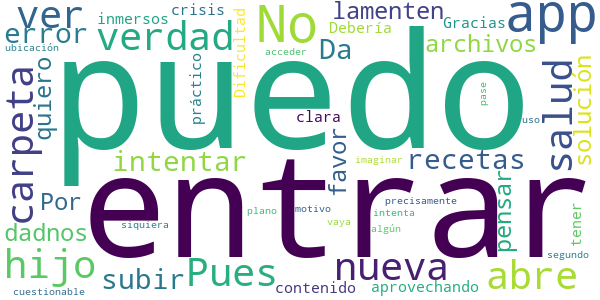 ver
inmersos
crisis
No
lamenten
app
error
verdad
Dificultad
Debería
Gracias
ubicación
quiero
práctico
Da
acceder
archivos
puedo
carpeta
clara
pase
uso
salud
solución
intentar
favor
recetas
imaginar
entrar
Por
siquiera
precisamente
pensar
dadnos
plano
motivo
intenta
tener
vaya
algún
hijo
subir
Pues
nueva
abre
segundo
cuestionable
contenido
aprovechando